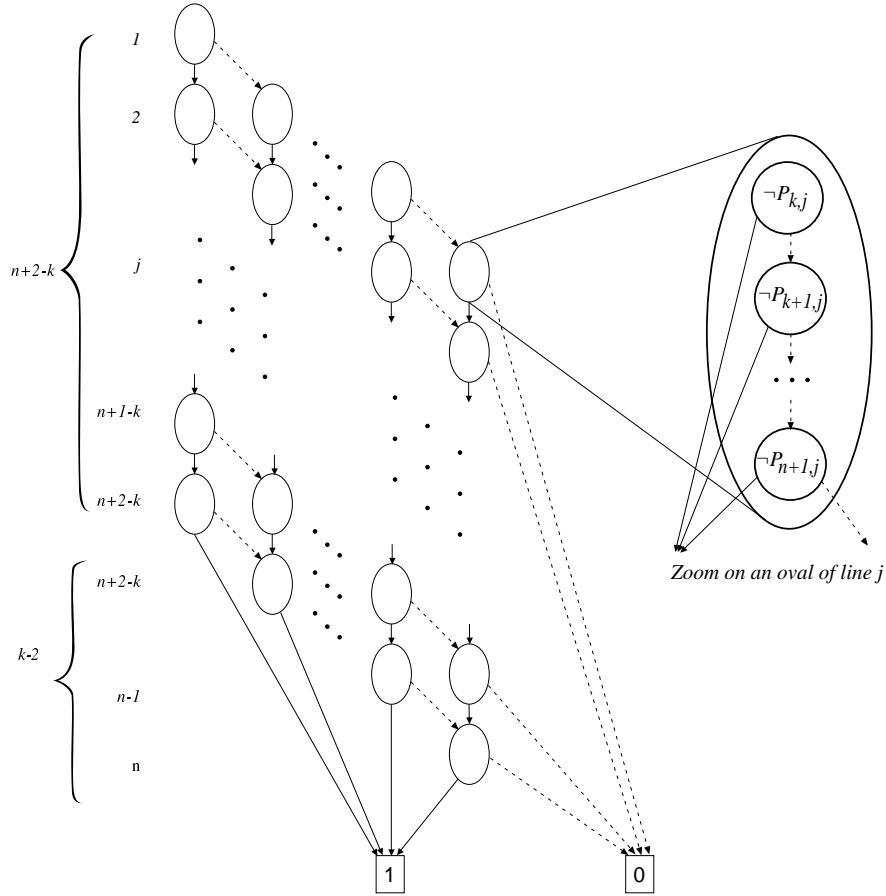 1
2
j
n+2-k
n+1-k
n+2-k
n+2-k
k-2
n-1
n
¬P_{k,j}
¬P_{k+1,j}
¬P_{n+1,j}
Zoom on an oval of line j
1
0